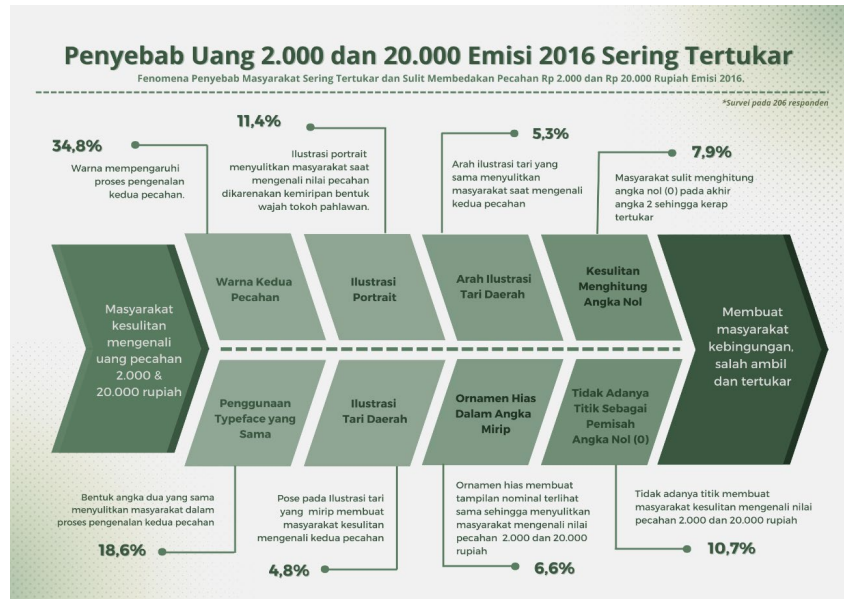 Penyebab Uang 2.000 dan 20.000 Emisi 2016 Sering Tertukar
Fenomena Penyebab Masyarakat Sering Tertukar dan Sulit Membedakan Pecahan Rp 2.000 dan Rp 20.000 Rupiah Emisi 2016.
*Survei pada 206 responden
34,8%
Warna mempengaruhi
proses pengenalan
kedua pecahan.
11,4%
Ilustrasi portrait
menyulitkan masyarakat saat
mengenali nilai pecahan
dikarenakan kemiripan bentuk
wajah tokoh pahlawan.
5,3%
Arah ilustrasi tari yang
sama menyulitkan
masyarakat saat mengenali
kedua pecahan
7,9%
Masyarakat sulit menghitung
angka nol (0) pada akhir
angka 2 sehingga kerap
tertukar
Masyarakat
kesulitan
mengenali
uang pecahan
2.000 &
20.000 rupiah
Warna Kedua
Pecahan
Ilustrasi
Portrait
Arah Ilustrasi
Tari Daerah
Kesulitan
Menghitung
Angka Nol
Membuat
masyarakat
kebingungan,
salah ambil
dan tertukar
Penggunaan
Typeface yang
Sama
Ilustrasi
Tari Daerah
Ornamen Hias
Dalam Angka
Mirip
Tidak Adanya
Titik Sebagai
Pemisah
Angka Nol (0)
Bentuk angka dua yang sama
menyulitkan masyarakat dalam
proses pengenalan kedua pecahan
18,6%
Pose pada Ilustrasi tari
yang mirip membuat
masyarakat kesulitan
mengenali kedua pecahan
4,8%
Ornamen hias membuat
tampilan nominal terlihat
sama sehingga menyulitkan
masyarakat mengenali nilai
pecahan 2.000 dan 20.000
rupiah
6,6%
Tidak adanya titik membuat
masyarakat kesulitan mengenali nilai
pecahan 2.000 dan 20.000 rupiah
10,7%